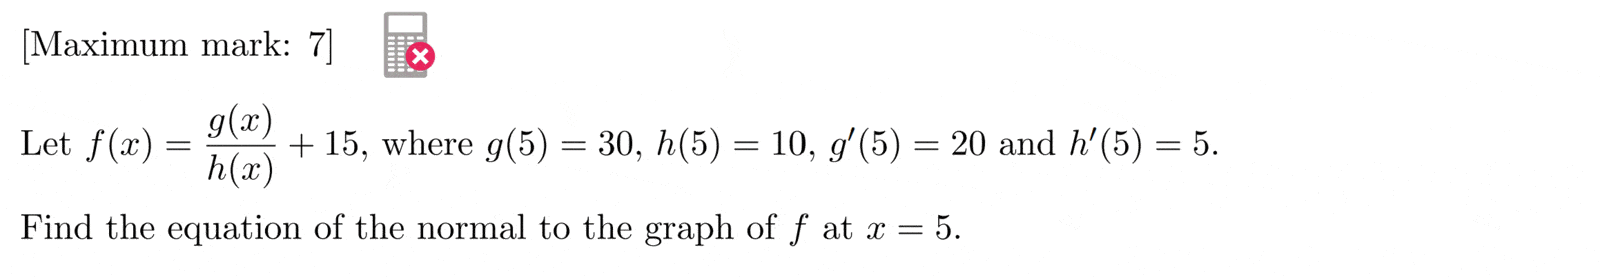 [Maximum mark: 7]
Let f(x) = g(x)/h(x) + 15, where g(5) = 30, h(5) = 10, g′(5) = 20 and h′(5) = 5.
Find the equation of the normal to the graph of f at x = 5.